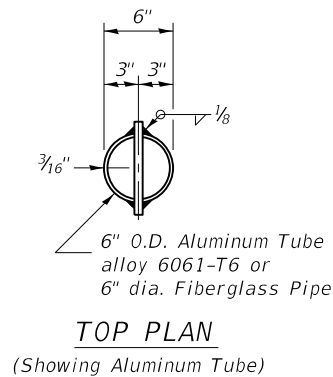 6"
3" 3"
1/8
3/16"
6" O.D. Aluminum Tube
alloy 6061-T6 or
6" dia. Fiberglass Pipe
TOP PLAN
(Showing Aluminum Tube)